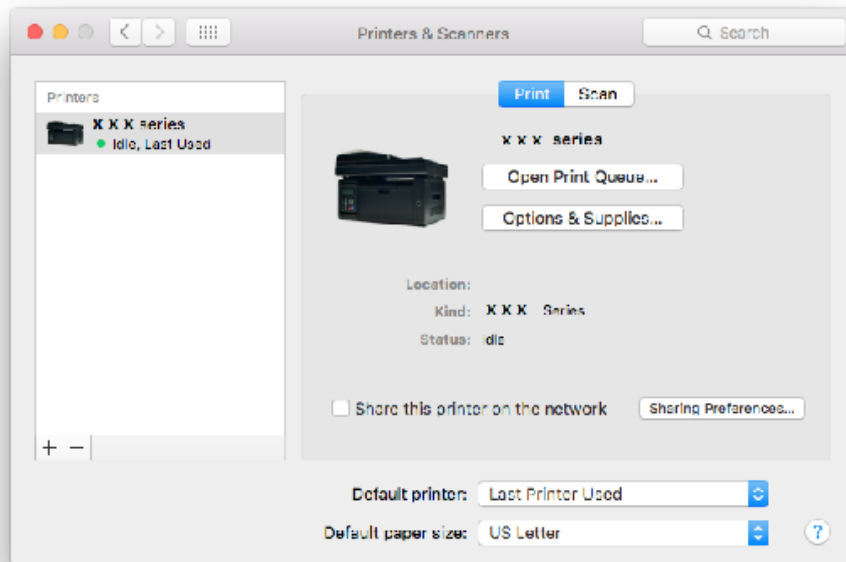 Printers & Scanners
Search
Printers
X X X series
Idle, Last Used
Print Scan
x x x series
Open Print Queue...
Options & Supplies...
Location:
Kind: X X X Series
Status: Idle
Share this printer on the network
Sharing Preferences...
+ −
Default printer: Last Printer Used
Default paper size: US Letter
?